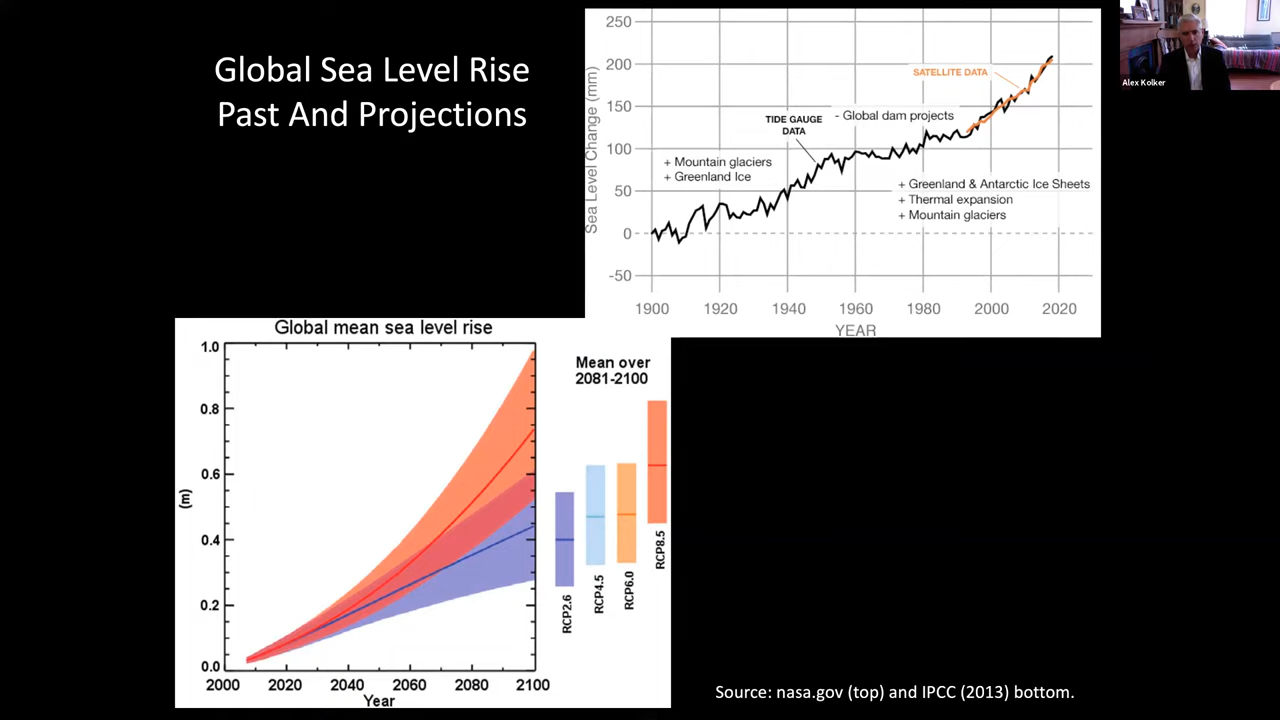 Global Sea Level Rise
Past And Projections
250
200
150
100
50
0
-50
Sea Level Change (mm)
SATELLITE DATA
TIDE GAUGE
DATA
- Global dam projects
+ Mountain glaciers
+ Greenland Ice
+ Greenland & Antarctic Ice Sheets
+ Thermal expansion
+ Mountain glaciers
1900 1920 1940 1960 1980 2000 2020
YEAR
Alex Kolker
Global mean sea level rise
1.0
0.8
0.6
0.4
0.2
0.0
(m)
2000 2020 2040 2060 2080 2100
Year
Mean over
2081-2100
RCP2.6
RCP4.5
RCP6.0
RCP8.5
Source: nasa.gov (top) and IPCC (2013) bottom.